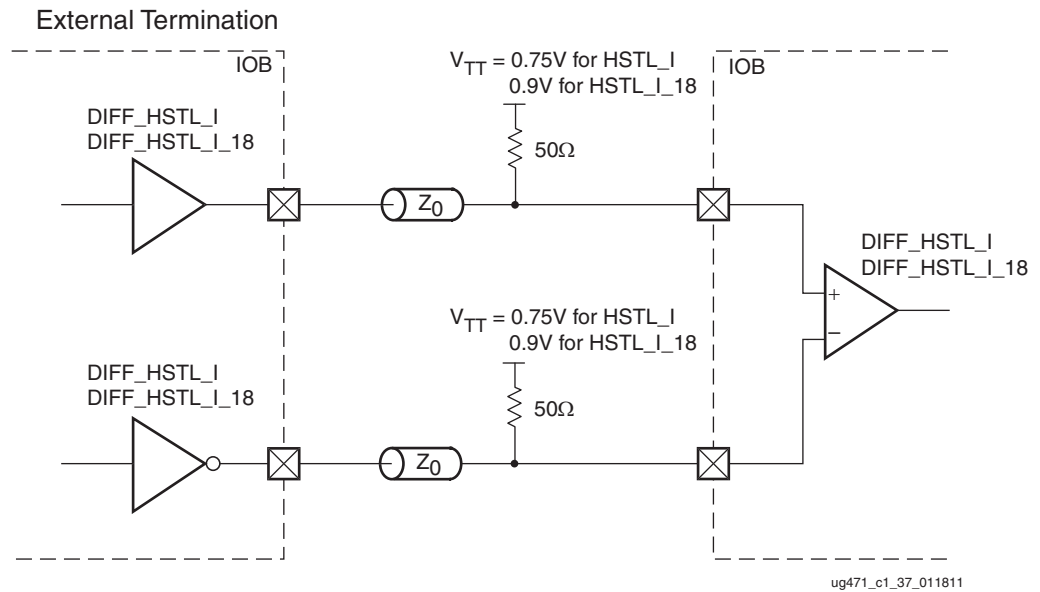 External Termination
IOB
V_TT = 0.75V for HSTL_I
0.9V for HSTL_I_18
IOB
DIFF_HSTL_I
DIFF_HSTL_I_18
50Ω
Z0
DIFF_HSTL_I
DIFF_HSTL_I_18
+
−
V_TT = 0.75V for HSTL_I
0.9V for HSTL_I_18
DIFF_HSTL_I
DIFF_HSTL_I_18
50Ω
Z0
ug471_c1_37_011811